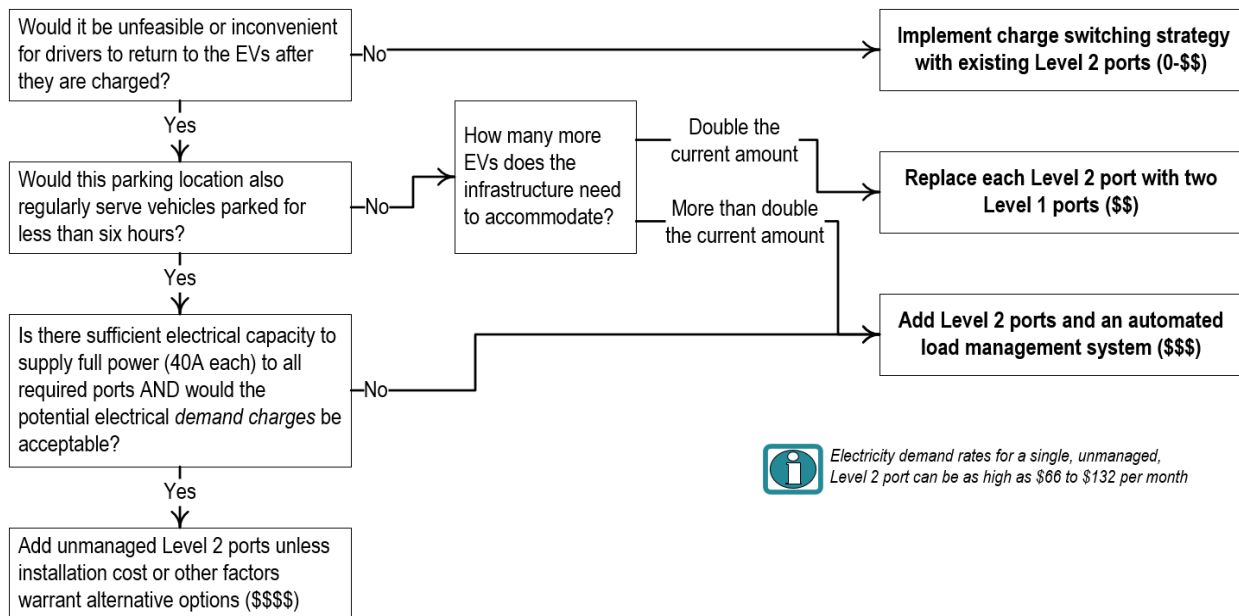 Would it be unfeasible or inconvenient
for drivers to return to the EVs after
they are charged?
No
Implement charge switching strategy
with existing Level 2 ports (0-$$)
Yes
Would this parking location also
regularly serve vehicles parked for
less than six hours?
No
How many more
EVs does the
infrastructure need
to accommodate?
Double the
current amount
Replace each Level 2 port with two
Level 1 ports ($$)
More than double
the current amount
Yes
Is there sufficient electrical capacity to
supply full power (40A each) to all
required ports AND would the
potential electrical demand charges be
acceptable?
No
Add Level 2 ports and an automated
load management system ($$$)
i
Electricity demand rates for a single, unmanaged,
Level 2 port can be as high as $66 to $132 per month
Yes
Add unmanaged Level 2 ports unless
installation cost or other factors
warrant alternative options ($$$$)